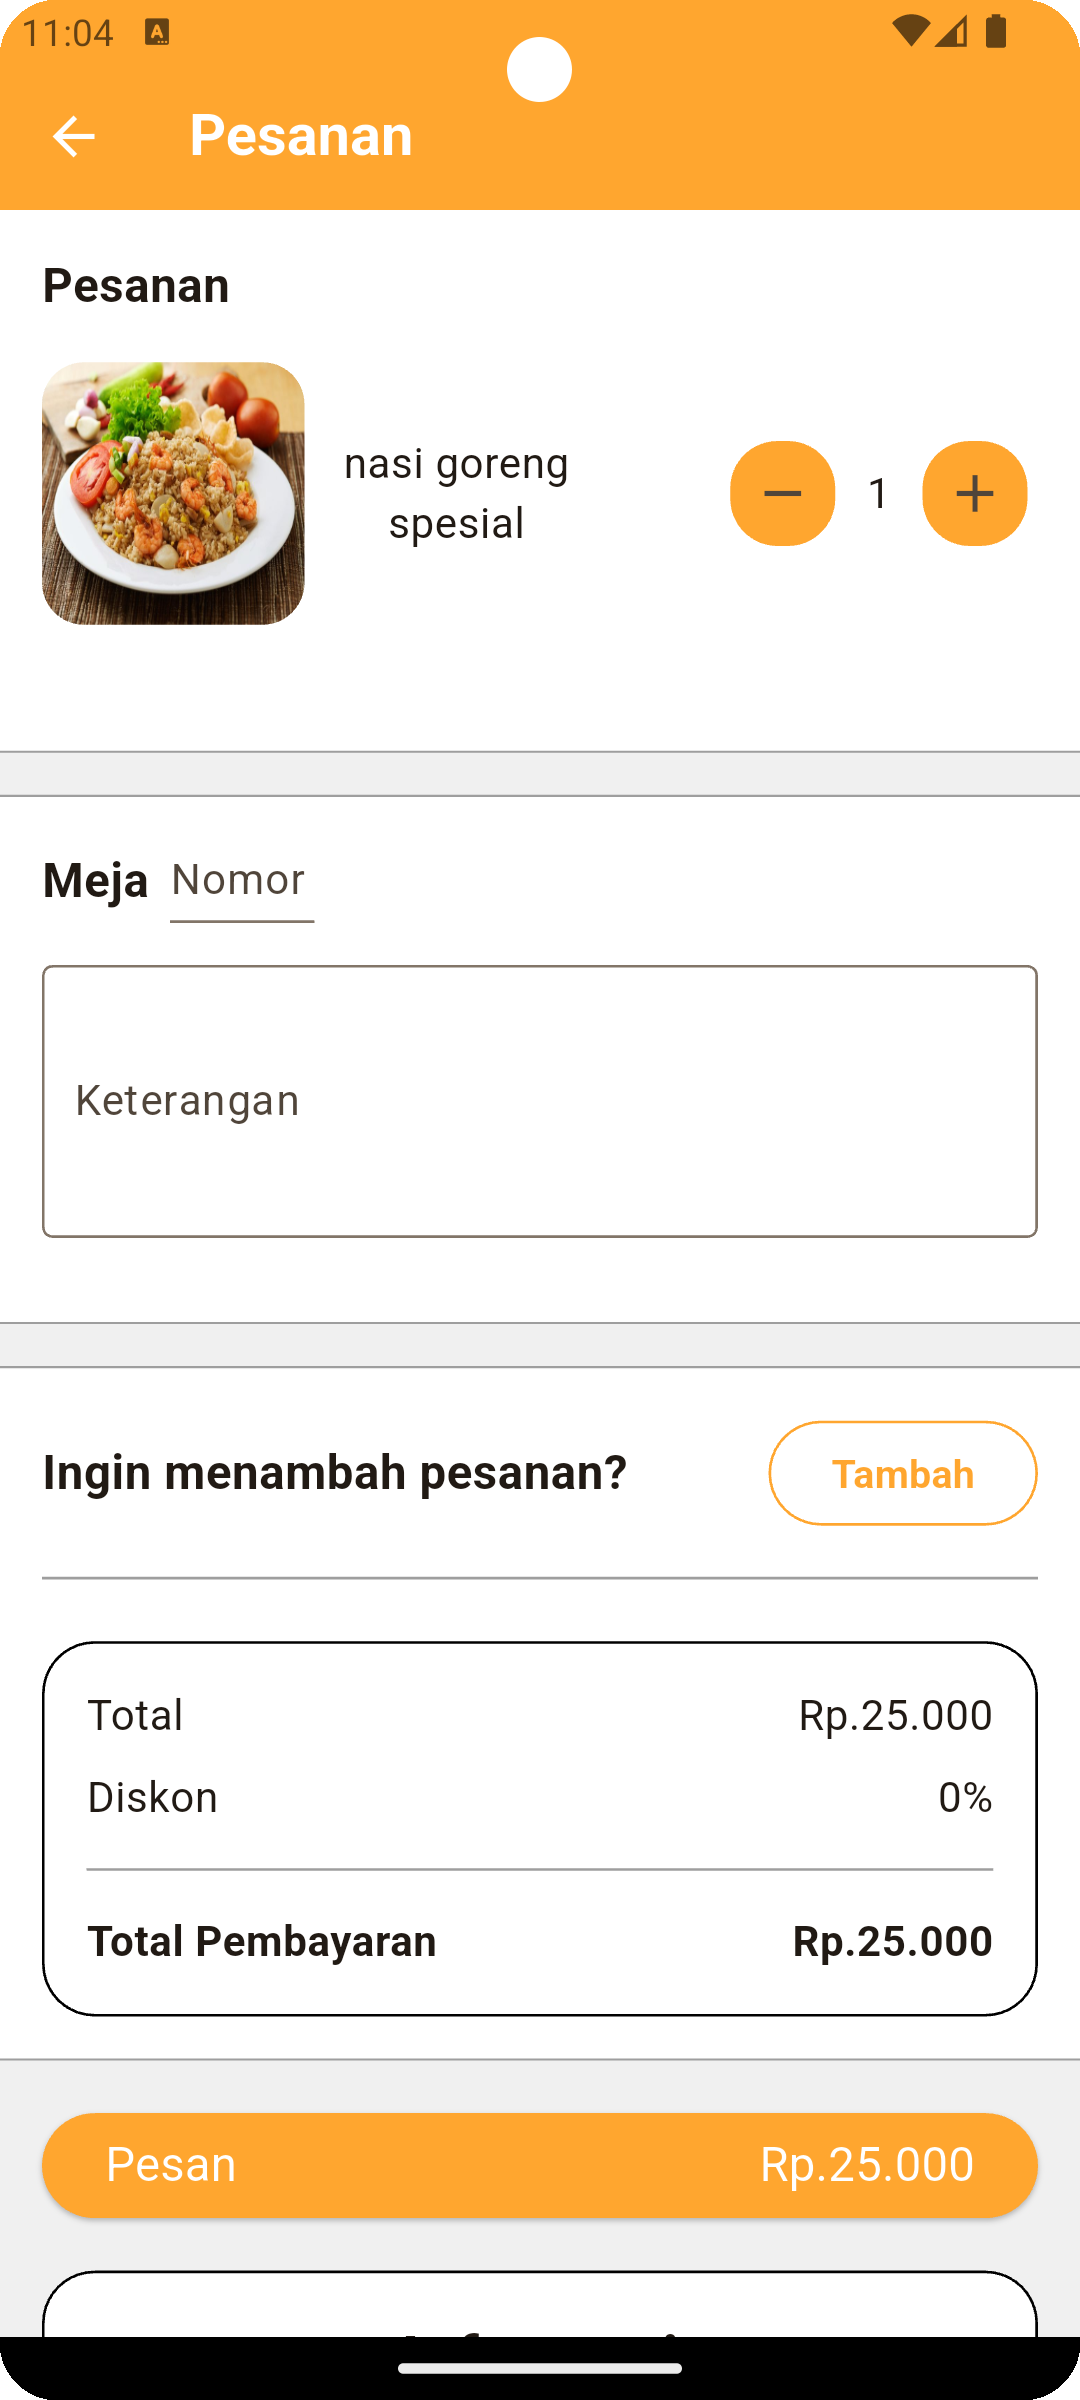 11:04
Pesanan
Pesanan
nasi goreng
spesial
1
Meja Nomor
Keterangan
Ingin menambah pesanan? Tambah
Total Rp.25.000
Diskon 0%
Total Pembayaran Rp.25.000
Pesan Rp.25.000